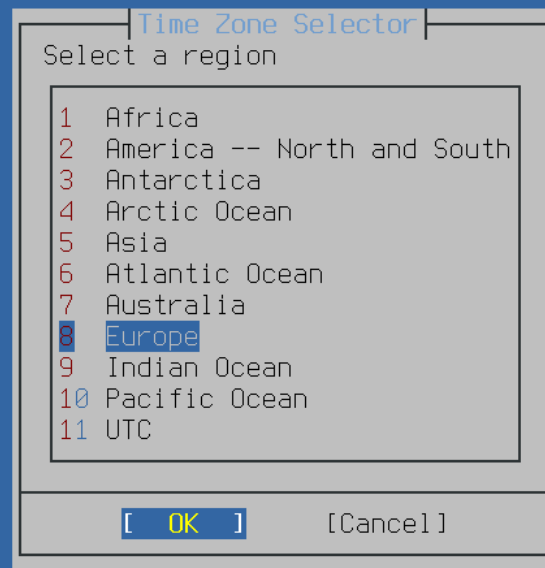 Time Zone Selector
Select a region
1 Africa
2 America -- North and South
3 Antarctica
4 Arctic Ocean
5 Asia
6 Atlantic Ocean
7 Australia
8 Europe
9 Indian Ocean
10 Pacific Ocean
11 UTC
[ OK ] [Cancel]